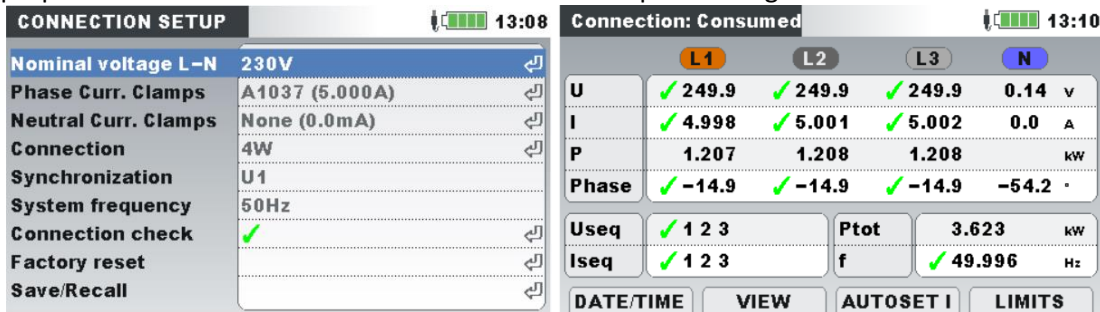 CONNECTION SETUP 13:08
Nominal voltage L-N 230V
Phase Curr. Clamps A1037 (5.000A)
Neutral Curr. Clamps None (0.0mA)
Connection 4W
Synchronization U1
System frequency 50Hz
Connection check ✓
Factory reset
Save/Recall
Connection: Consumed 13:10
L1 L2 L3 N
U ✓ 249.9 ✓ 249.9 ✓ 249.9 0.14 V
I ✓ 4.998 ✓ 5.001 ✓ 5.002 0.0 A
P 1.207 1.208 1.208 kW
Phase ✓ -14.9 ✓ -14.9 ✓ -14.9 -54.2 °
Useq ✓ 1 2 3 Ptot 3.623 kW
Iseq ✓ 1 2 3 f ✓ 49.996 Hz
DATE/TIME VIEW AUTOSET I LIMITS